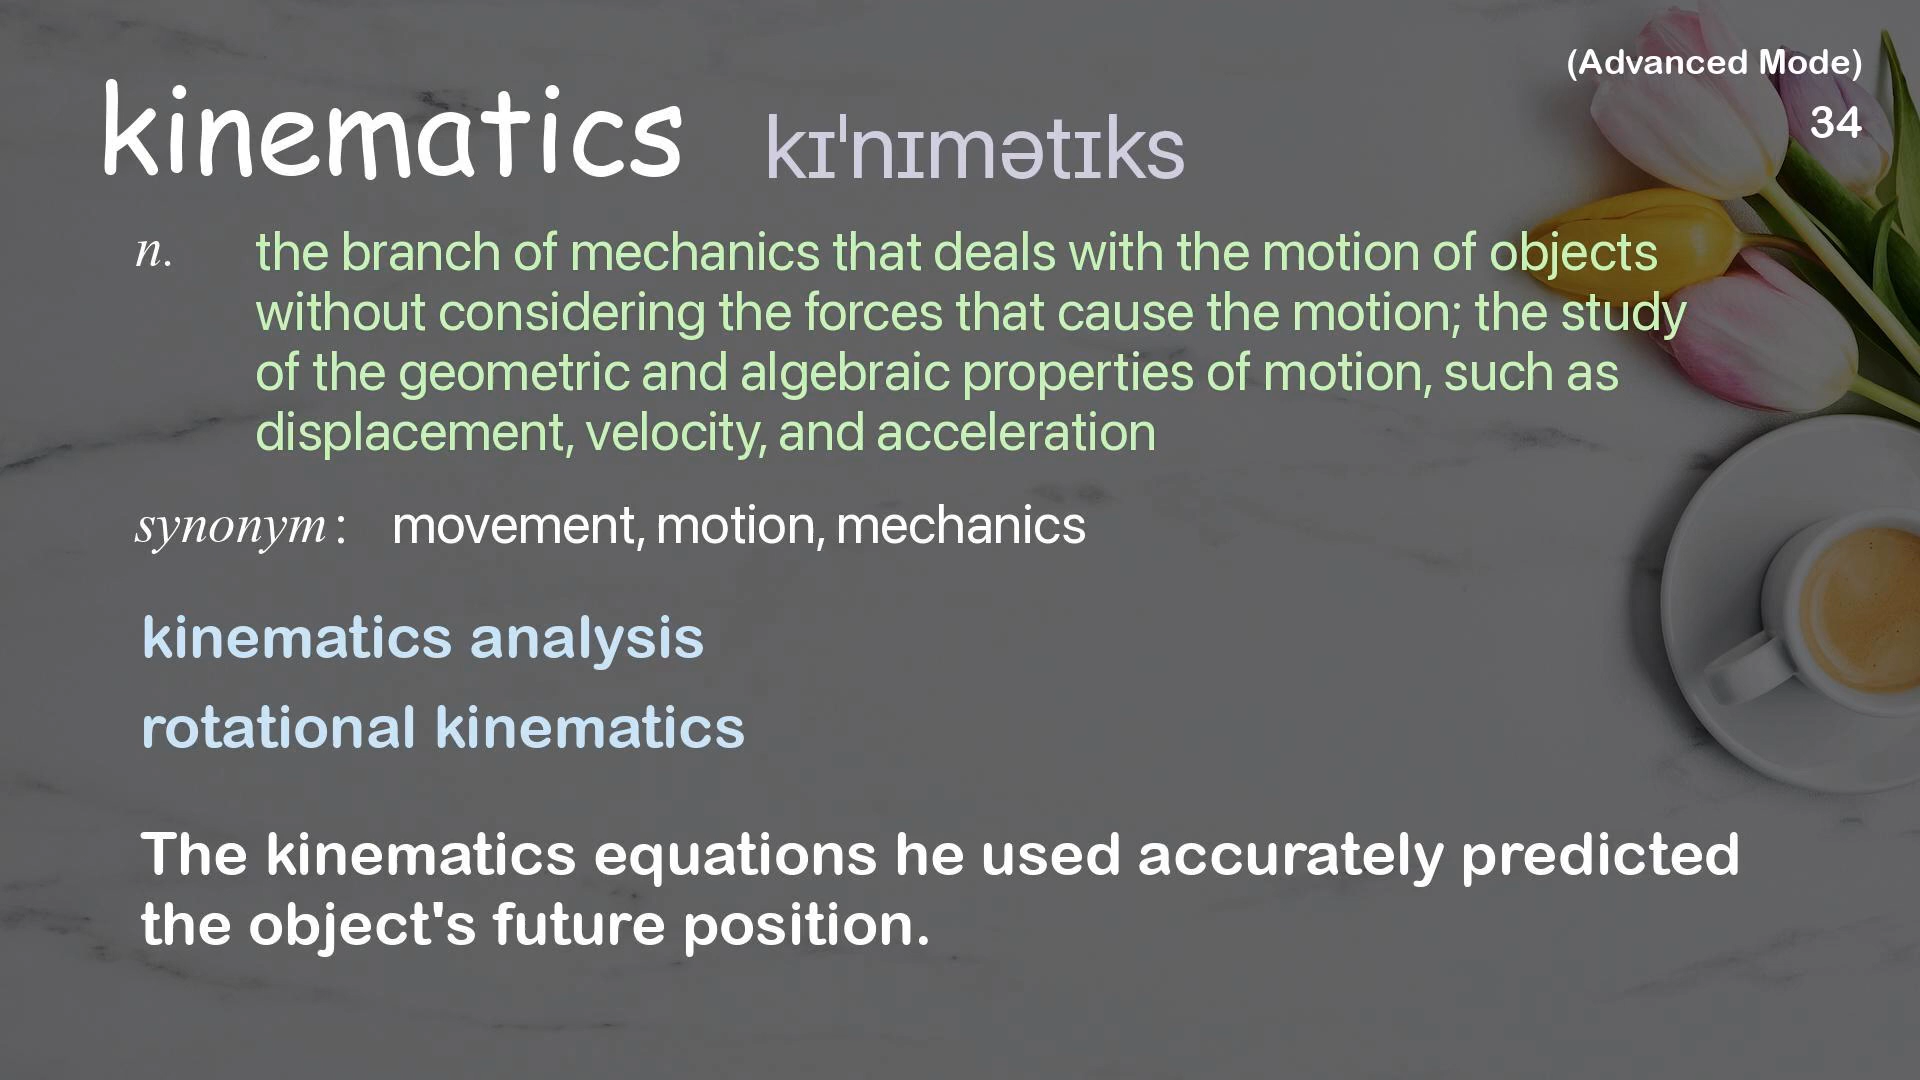 (Advanced Mode)
34
kinematics kɪˈnɪmətɪks
n. the branch of mechanics that deals with the motion of objects
without considering the forces that cause the motion; the study
of the geometric and algebraic properties of motion, such as
displacement, velocity, and acceleration
synonym: movement, motion, mechanics
kinematics analysis
rotational kinematics
The kinematics equations he used accurately predicted
the object's future position.